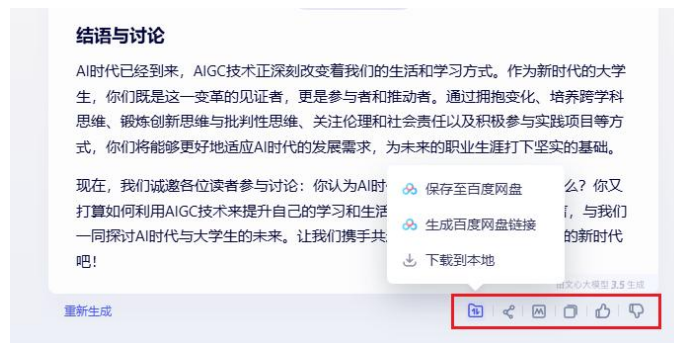 结语与讨论
AI时代已经到来，AIGC技术正深刻改变着我们的生活和学习方式。作为新时代的大学
生，你们既是这一变革的见证者，更是参与者和推动者。通过拥抱变化、培养跨学科
思维、锻炼创新思维与批判性思维、关注伦理和社会责任以及积极参与实践项目等方
式，你们将能够更好地适应AI时代的发展需求，为未来的职业生涯打下坚实的基础。
现在，我们诚邀各位读者参与讨论：你认为AI时 么？你又
打算如何利用AIGC技术来提升自己的学习和生活 ，与我们
一同探讨AI时代与大学生的未来。让我们携手共 的新时代
吧！
保存至百度网盘
生成百度网盘链接
下载到本地
由文心大模型 3.5 生成
重新生成